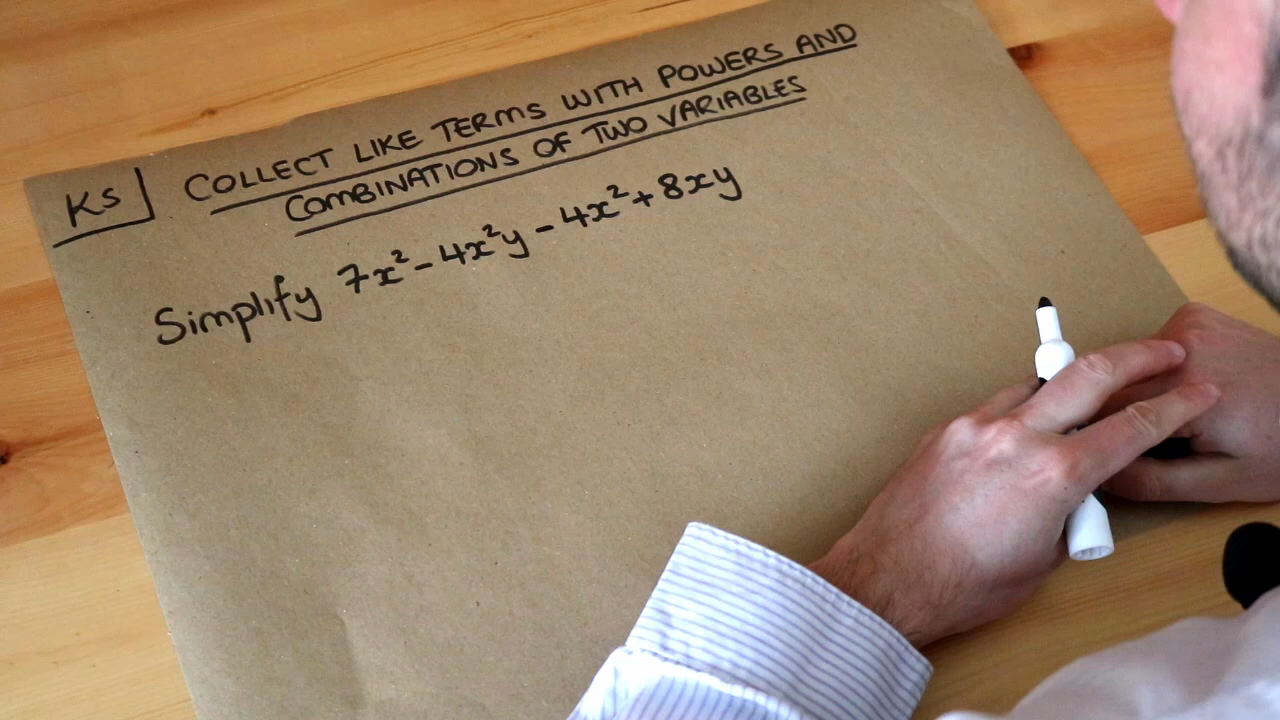 KS
COLLECT LIKE TERMS WITH POWERS AND
COMBINATIONS OF TWO VARIABLES
Simplify 7x² - 4x²y - 4x² + 8xy